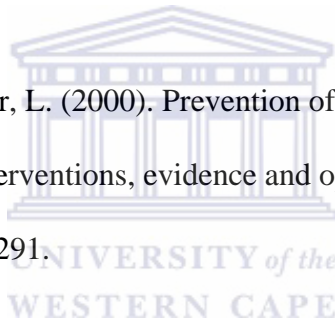 r, L. (2000). Prevention of
erventions, evidence and o
291.
UNIVERSITY of the
WESTERN CAPE